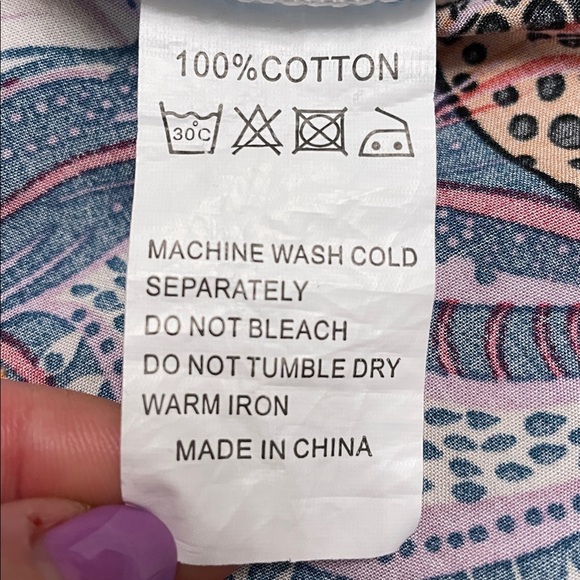 100%COTTON
30°C
MACHINE WASH COLD
SEPARATELY
DO NOT BLEACH
DO NOT TUMBLE DRY
WARM IRON
MADE IN CHINA